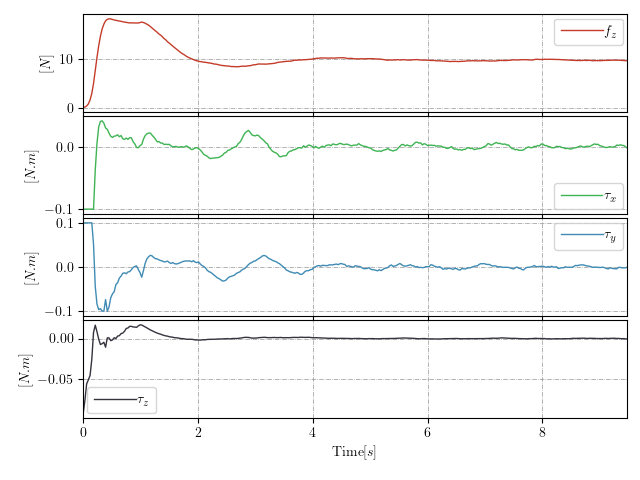 f_z
[N]
10
0
[N.m]
0.0
−0.1
τ_x
0.1
τ_y
[N.m]
0.0
−0.1
0.00
[N.m]
−0.05
τ_z
0 2 4 6 8
Time[s]